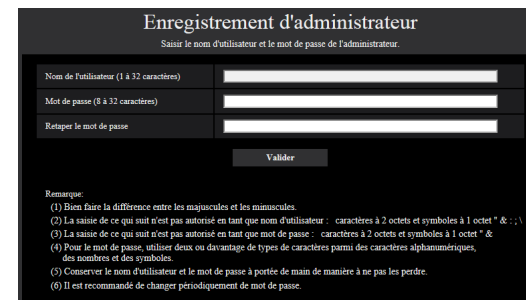 Enregistrement d'administrateur
Saisir le nom d'utilisateur et le mot de passe de l'administrateur.
Nom de l'utilisateur (1 à 32 caractères)
Mot de passe (8 à 32 caractères)
Retaper le mot de passe
Valider
Remarque:
(1) Bien faire la différence entre les majuscules et les minuscules.
(2) La saisie de ce qui suit n'est pas autorisé en tant que nom d'utilisateur : caractères à 2 octets et symboles à 1 octet " & : ; \
(3) La saisie de ce qui suit n'est pas autorisé en tant que mot de passe : caractères à 2 octets et symboles à 1 octet " &
(4) Pour le mot de passe, utiliser deux ou davantage de types de caractères parmi des caractères alphanumériques,
des nombres et des symboles.
(5) Conserver le nom d'utilisateur et le mot de passe à portée de main de manière à ne pas les perdre.
(6) Il est recommandé de changer périodiquement de mot de passe.